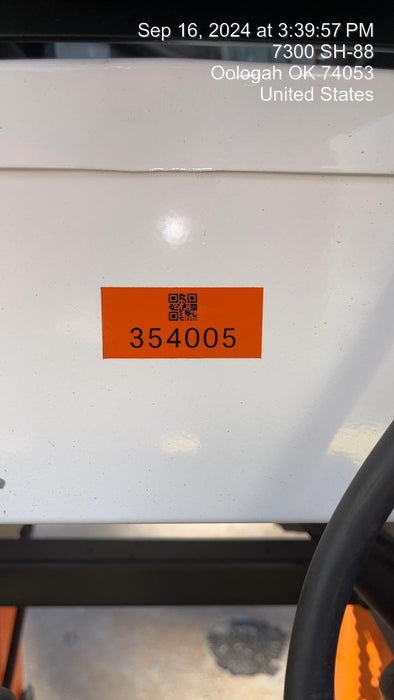 Sep 16, 2024 at 3:39:57 PM
7300 SH-88
Oologah OK 74053
United States
354005